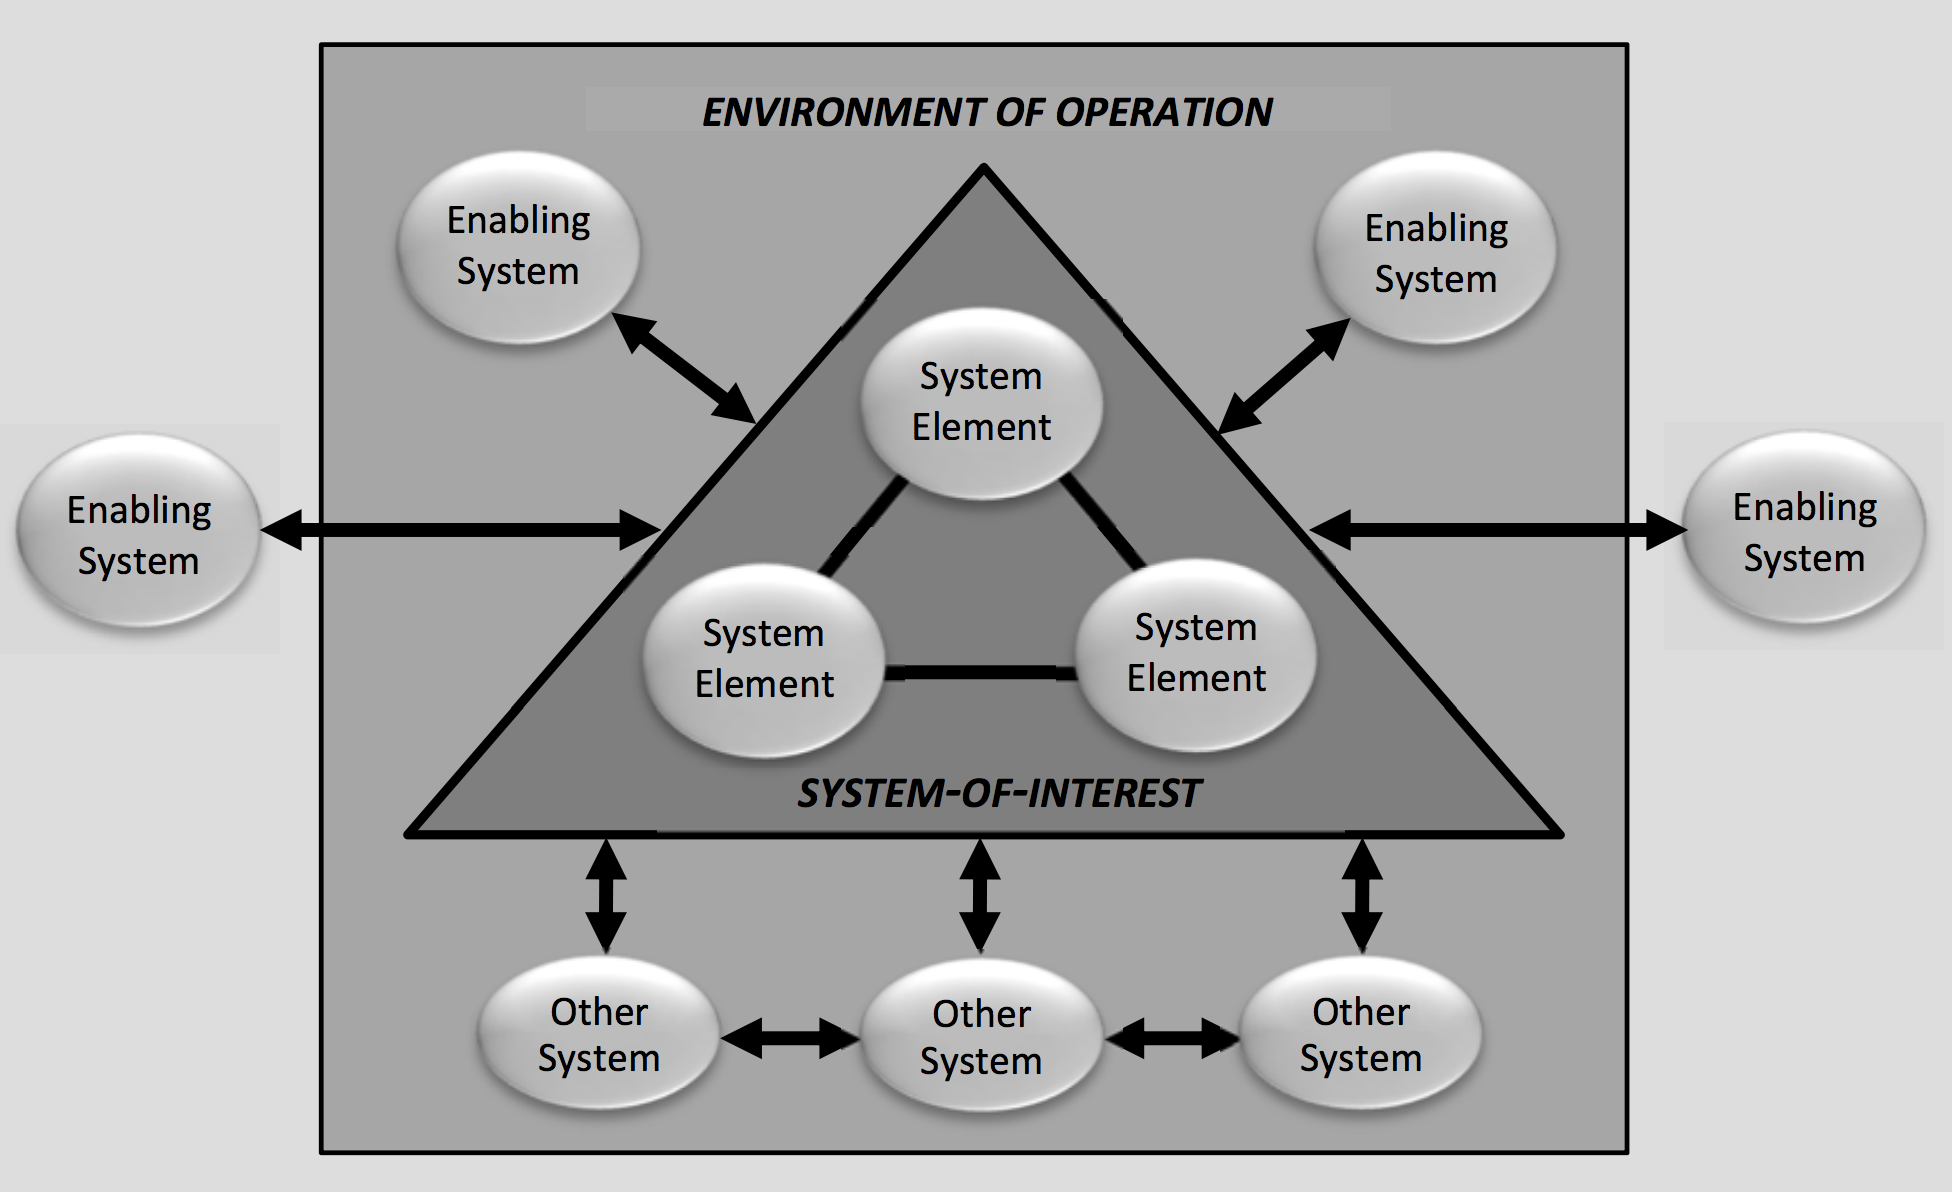 ENVIRONMENT OF OPERATION
Enabling
System
Enabling
System
System
Element
Enabling
System
Enabling
System
System
Element
System
Element
SYSTEM-OF-INTEREST
Other
System
Other
System
Other
System